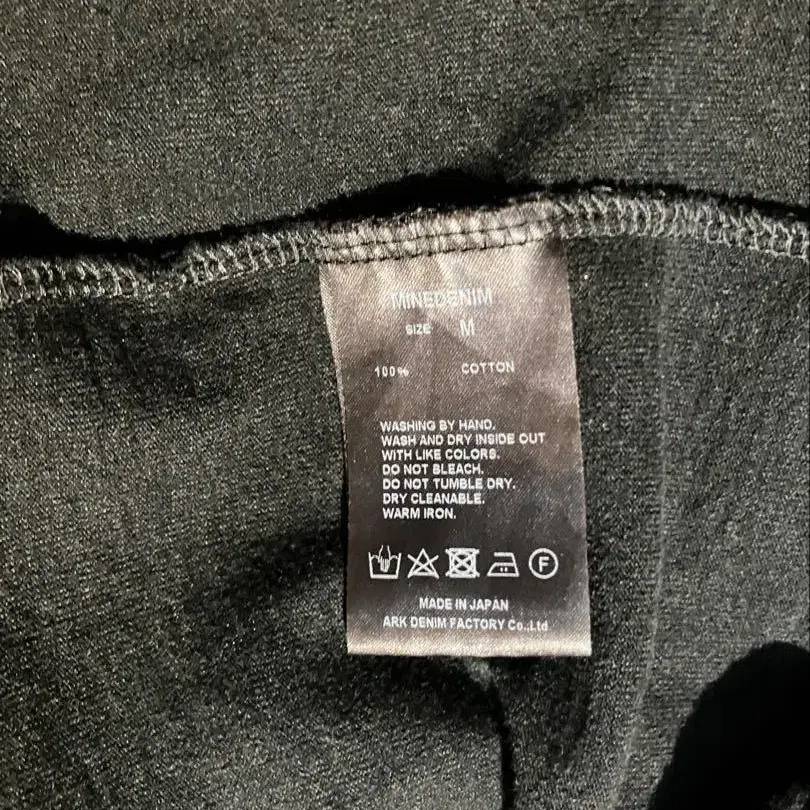 MINEDENIM
SIZE M
100% COTTON
WASHING BY HAND.
WASH AND DRY INSIDE OUT
WITH LIKE COLORS.
DO NOT BLEACH.
DO NOT TUMBLE DRY.
DRY CLEANABLE.
WARM IRON.
F
MADE IN JAPAN
ARK DENIM FACTORY Co.,Ltd